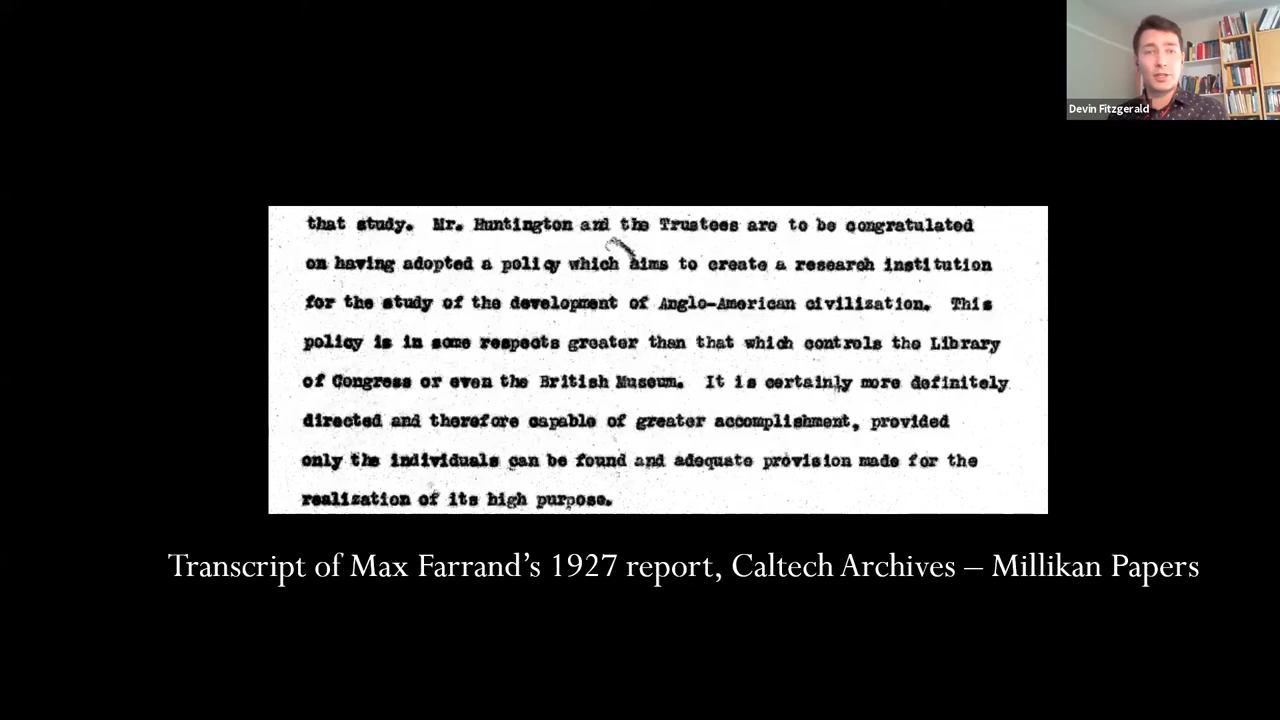 Devin Fitzgerald
that study. Mr. Huntington and the Trustees are to be congratulated
on having adopted a policy which aims to create a research institution
for the study of the development of Anglo-American civilization. This
policy is in some respects greater than that which controls the Library
of Congress or even the British Museum. It is certainly more definitely
directed and therefore capable of greater accomplishment, provided
only the individuals can be found and adequate provision made for the
realization of its high purpose.
Transcript of Max Farrand’s 1927 report, Caltech Archives – Millikan Papers